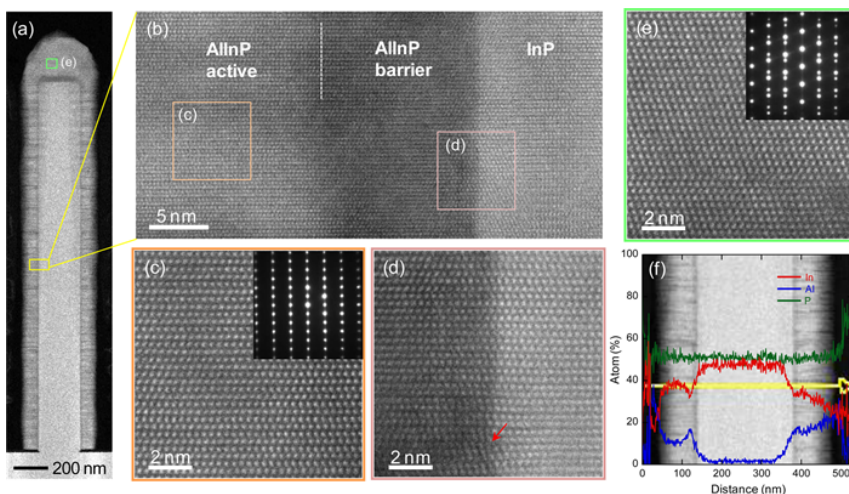 (a)
(e)
200 nm
(b)
AlInP
active
AlInP
barrier
InP
(c)
(d)
5 nm
(e)
2 nm
(c)
2 nm
(d)
2 nm
(f)
In
Al
P
Atom (%)
100
80
60
40
20
0
0 100 200 300 400 500
Distance (nm)